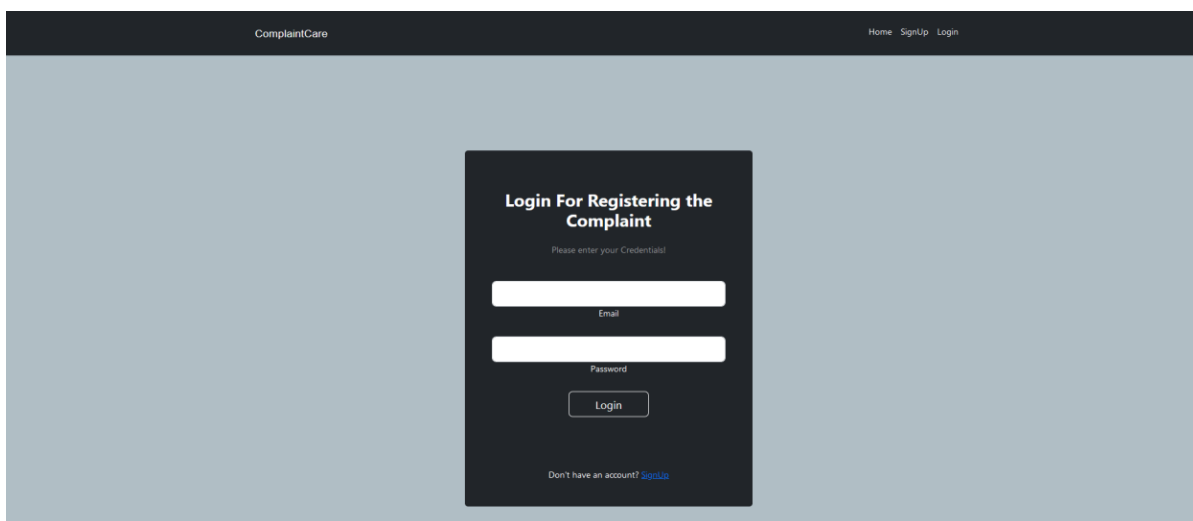 ComplaintCare
Home SignUp Login
Login For Registering the
Complaint
Please enter your Credentials!
Email
Password
Login
Don't have an account? SignUp